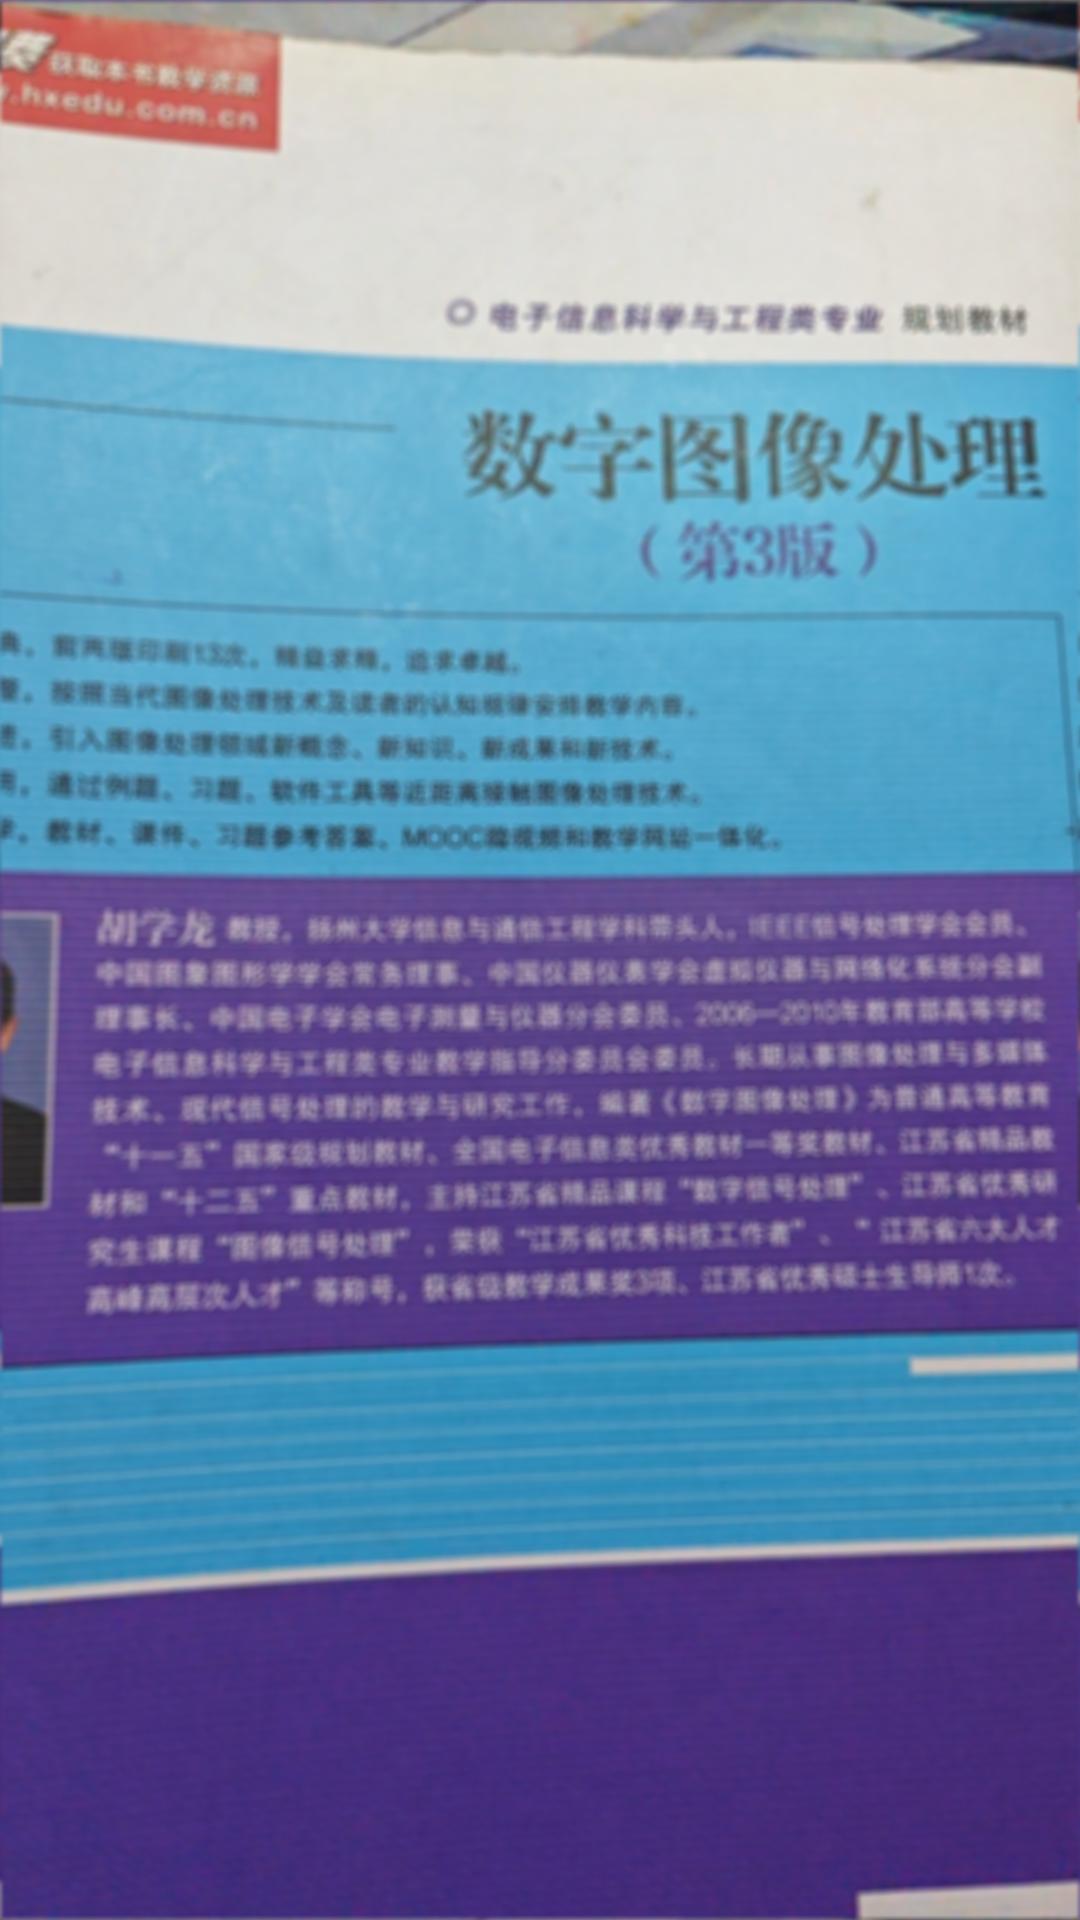 获取本书教学资源
.hxedu.com.cn
电子信息科学与工程类专业 规划教材
数字图像处理
（第3版）
典，前两版印刷13次，精益求精，追求卓越。
，按照当代图像处理技术及读者的认知规律安排教学内容。
进，引入图像处理领域新概念、新知识、新成果和新技术。
用，通过例题、习题、软件工具等近距离接触图像处理技术。
，教材、课件、习题参考答案、MOOC微视频和教学网站一体化。
胡学龙 教授，扬州大学信息与通信工程学科带头人，IEEE信号处理学会会员、
中国图象图形学学会常务理事、中国仪器仪表学会虚拟仪器与网络化系统分会副
理事长、中国电子学会电子测量与仪器分会委员、2006—2010年教育部高等学校
电子信息科学与工程类专业教学指导分委员会委员。长期从事图像处理与多媒体
技术、现代信号处理的教学与研究工作，编著《数字图像处理》为普通高等教育
“十一五”国家级规划教材、全国电子信息类优秀教材一等奖教材、江苏省精品教
材和“十二五”重点教材，主持江苏省精品课程“数字信号处理”、江苏省优秀研
究生课程“图像信号处理”，荣获“江苏省优秀科技工作者”、“江苏省六大人才
高峰高层次人才”等称号，获省级教学成果奖3项、江苏省优秀硕士生导师1次。